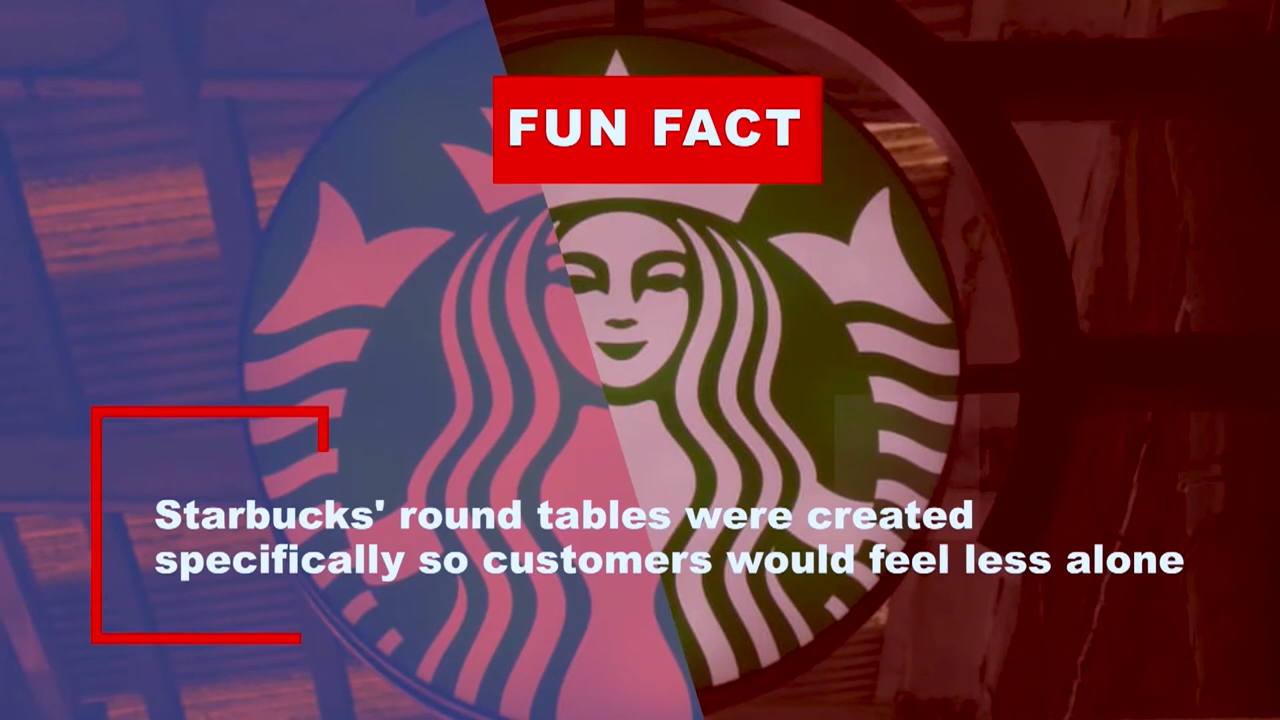 FUN FACT
Starbucks' round tables were created
specifically so customers would feel less alone